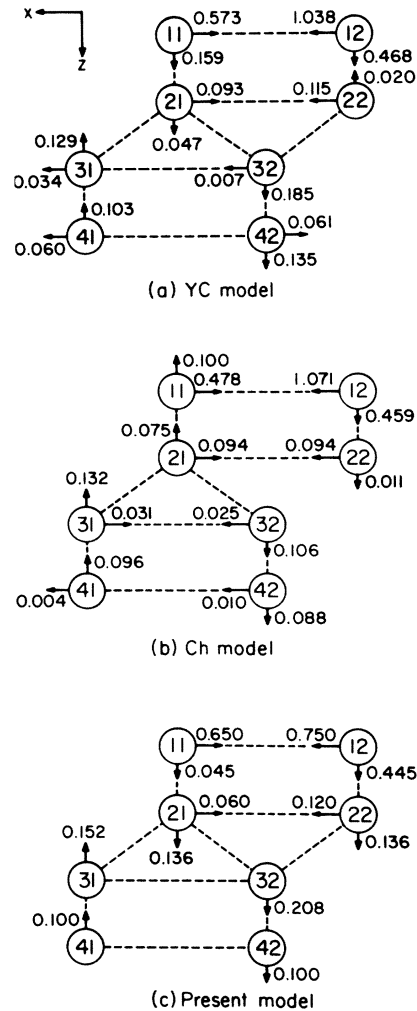 x
z
11 0.573 1.038 12
0.159 0.468
0.020
21 0.093 0.115 22
0.129 0.047
31 0.007 32
0.034 0.185
0.103
41 42 0.061
0.060 0.135
(a) YC model
0.100
11 0.478 1.071 12
0.075 0.459
21 0.094 0.094 22
0.132 0.011
31 0.031 0.025 32
0.096 0.106
41 0.010 42
0.004 0.088
(b) Ch model
11 0.650 0.750 12
0.045 0.445
21 0.060 0.120 22
0.152 0.136 0.136
31 32
0.100 0.208
41 42
0.100
(c) Present model